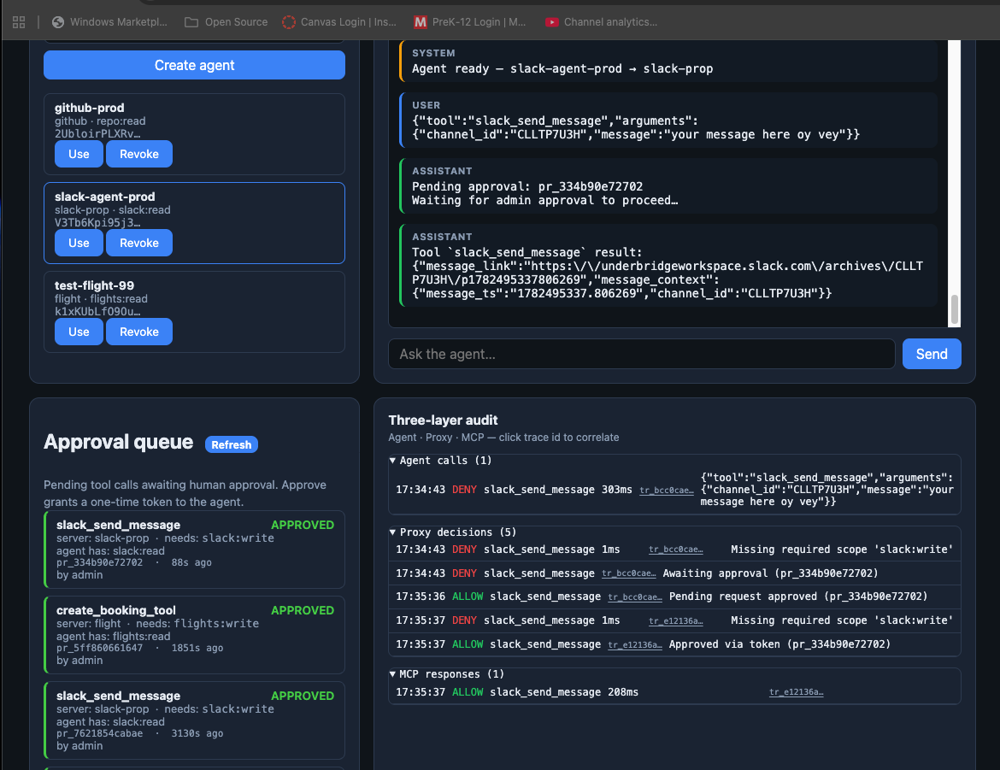 Windows Marketpl...
Open Source
Canvas Login | Ins...
M
PreK-12 Login | M...
Channel analytics...
Create agent
github-prod
github · repo:read
2UbloirPLXRv…
Use
Revoke
slack-agent-prod
slack-prop · slack:read
V3Tb6Kpi95j3…
Use
Revoke
test-flight-99
flight · flights:read
k1xKUbLfO9Ou…
Use
Revoke
SYSTEM
Agent ready — slack-agent-prod → slack-prop
USER
{"tool":"slack_send_message","arguments":
{"channel_id":"CLLTP7U3H","message":"your message here oy vey"}}
ASSISTANT
Pending approval: pr_334b90e72702
Waiting for admin approval to proceed…
ASSISTANT
Tool `slack_send_message` result:
{"message_link":"https:\/\/underbridgeworkspace.slack.com\/archives\/CLLT
P7U3H\/p1782495337806269","message_context":
{"message_ts":"1782495337.806269","channel_id":"CLLTP7U3H"}}
Ask the agent...
Send
Approval queue
Refresh
Pending tool calls awaiting human approval. Approve
grants a one-time token to the agent.
slack_send_message APPROVED
server: slack-prop · needs: slack:write
agent has: slack:read
pr_334b90e72702 · 88s ago
by admin
create_booking_tool APPROVED
server: flight · needs: flights:write
agent has: flights:read
pr_5ff860661647 · 1851s ago
by admin
slack_send_message APPROVED
server: slack-prop · needs: slack:write
agent has: slack:read
pr_7621854cabae · 3130s ago
by admin
Three-layer audit
Agent · Proxy · MCP — click trace id to correlate
▼ Agent calls (1)
17:34:43 DENY slack_send_message 303ms tr_bcc0cae… {"tool":"slack_send_message","arguments":
{"channel_id":"CLLTP7U3H","message":"your
message here oy vey"}}
▼ Proxy decisions (5)
17:34:43 DENY slack_send_message 1ms tr_bcc0cae… Missing required scope 'slack:write'
17:34:43 DENY slack_send_message tr_bcc0cae… Awaiting approval (pr_334b90e72702)
17:35:36 ALLOW slack_send_message tr_bcc0cae… Pending request approved (pr_334b90e72702)
17:35:37 DENY slack_send_message 1ms tr_e12136a… Missing required scope 'slack:write'
17:35:37 ALLOW slack_send_message tr_e12136a… Approved via token (pr_334b90e72702)
▼ MCP responses (1)
17:35:37 ALLOW slack_send_message 208ms tr_e12136a…